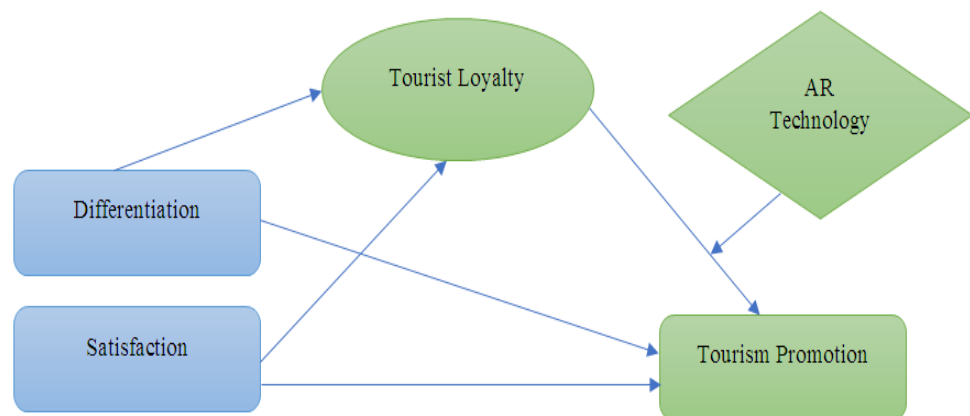 Tourist Loyalty
AR
Technology
Differentiation
Satisfaction
Tourism Promotion